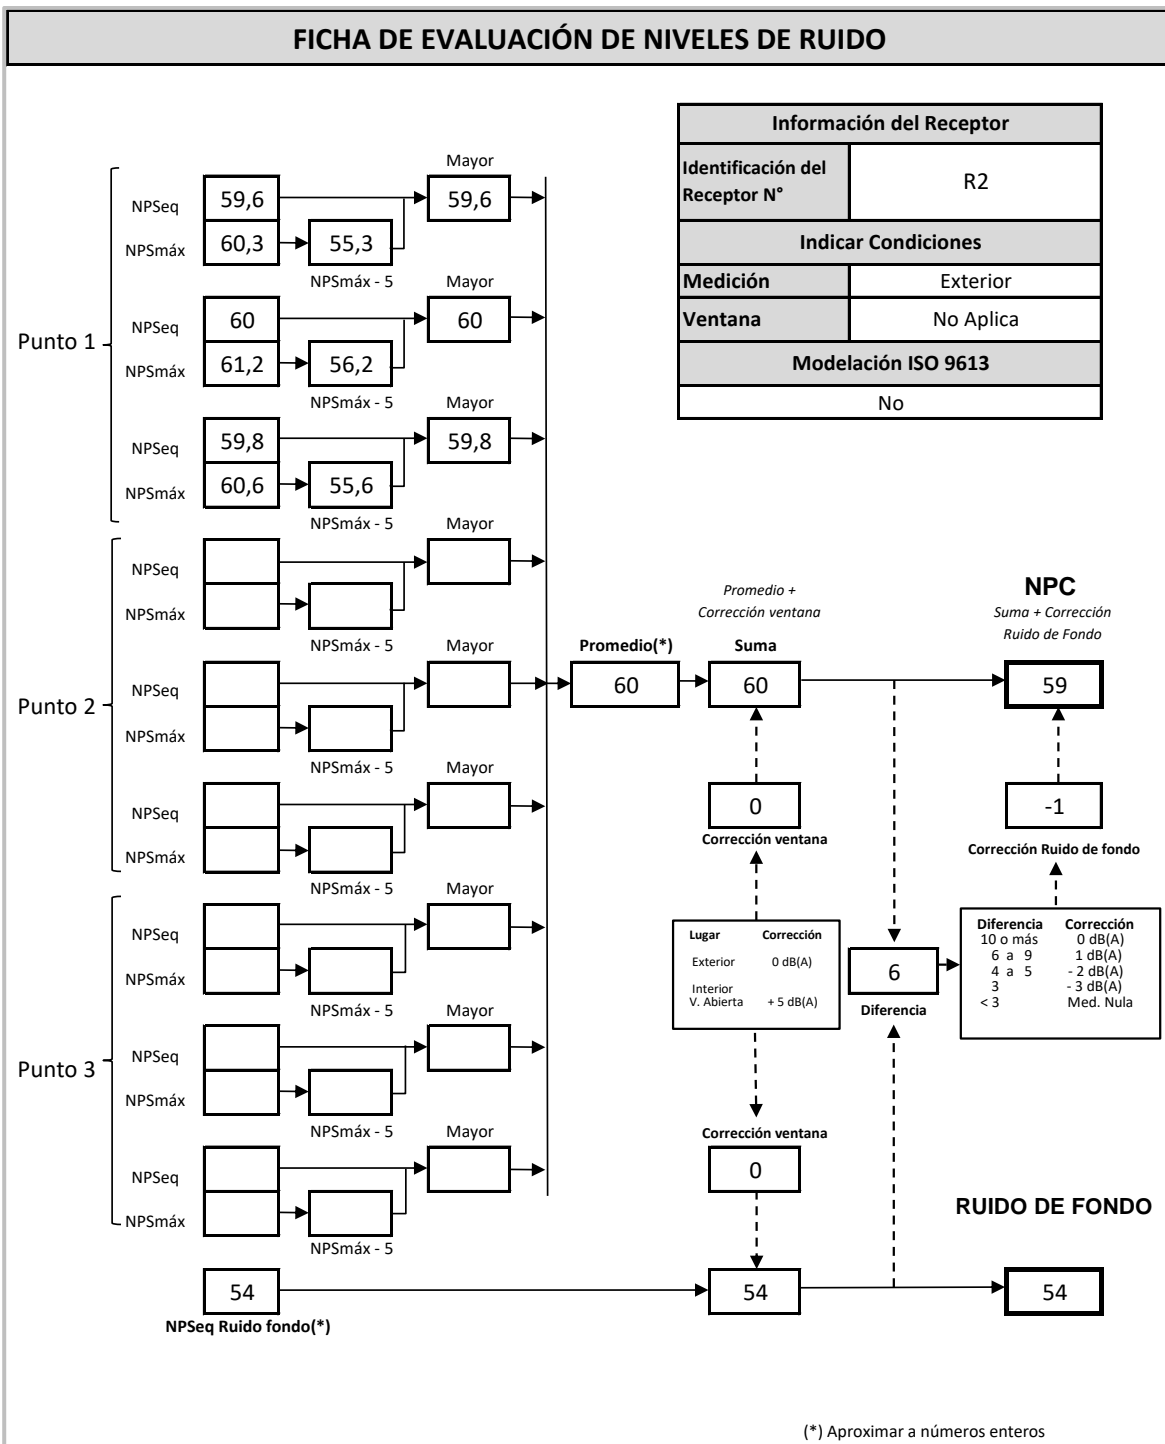 FICHA DE EVALUACIÓN DE NIVELES DE RUIDO
Información del Receptor
Identificación del Receptor N°
R2
Indicar Condiciones
Medición
Exterior
Ventana
No Aplica
Modelación ISO 9613
No
Punto 1
Mayor
NPSeq
59,6
59,6
NPSmáx
60,3
55,3
NPSmáx - 5
Mayor
NPSeq
60
60
NPSmáx
61,2
56,2
NPSmáx - 5
Mayor
NPSeq
59,8
59,8
NPSmáx
60,6
55,6
NPSmáx - 5
Punto 2
Mayor
NPSeq
NPSmáx
NPSmáx - 5
Mayor
NPSeq
NPSmáx
NPSmáx - 5
Mayor
NPSeq
NPSmáx
NPSmáx - 5
Punto 3
Mayor
NPSeq
NPSmáx
NPSmáx - 5
Mayor
NPSeq
NPSmáx
NPSmáx - 5
Mayor
NPSeq
NPSmáx
NPSmáx - 5
Promedio(*)
60
Promedio +
Corrección ventana
Suma
60
NPC
Suma + Corrección
Ruido de Fondo
59
0
Corrección ventana
-1
Corrección Ruido de fondo
Lugar Corrección
Exterior 0 dB(A)
Interior
V. Abierta + 5 dB(A)
6
Diferencia
Diferencia Corrección
10 o más 0 dB(A)
6 a 9 1 dB(A)
4 a 5 - 2 dB(A)
3 - 3 dB(A)
< 3 Med. Nula
Corrección ventana
0
RUIDO DE FONDO
54
54
54
NPSeq Ruido fondo(*)
(*) Aproximar a números enteros